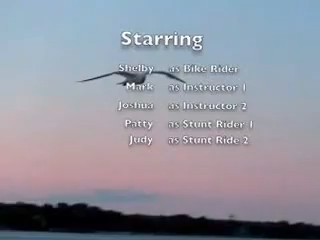 Starring
Shelby as Bike Rider
Mark as Instructor 1
Joshua as Instructor 2
Patty as Stunt Rider 1
Judy as Stunt Ride 2